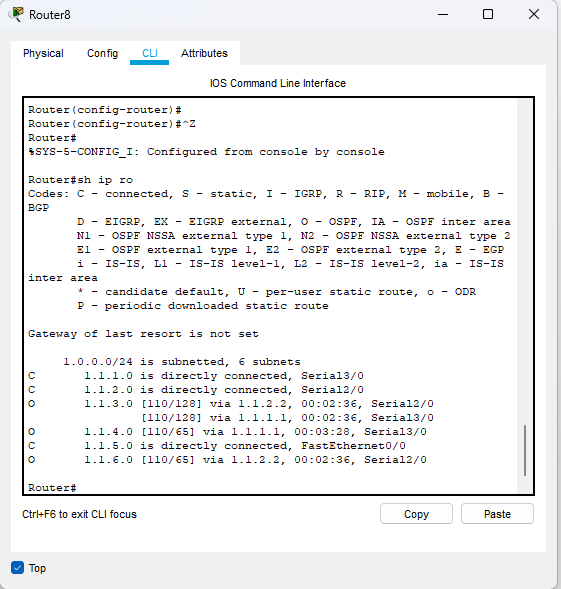 Router8
Physical Config CLI Attributes
IOS Command Line Interface
Router(config-router)#
Router(config-router)#^Z
Router#
%SYS-5-CONFIG_I: Configured from console by console

Router#sh ip ro
Codes: C - connected, S - static, I - IGRP, R - RIP, M - mobile, B -
BGP
       D - EIGRP, EX - EIGRP external, O - OSPF, IA - OSPF inter area
       N1 - OSPF NSSA external type 1, N2 - OSPF NSSA external type 2
       E1 - OSPF external type 1, E2 - OSPF external type 2, E - EGP
       i - IS-IS, L1 - IS-IS level-1, L2 - IS-IS level-2, ia - IS-IS
inter area
       * - candidate default, U - per-user static route, o - ODR
       P - periodic downloaded static route

Gateway of last resort is not set

     1.0.0.0/24 is subnetted, 6 subnets
C       1.1.1.0 is directly connected, Serial3/0
C       1.1.2.0 is directly connected, Serial2/0
O       1.1.3.0 [110/128] via 1.1.2.2, 00:02:36, Serial2/0
                [110/128] via 1.1.1.1, 00:02:36, Serial3/0
O       1.1.4.0 [110/65] via 1.1.1.1, 00:03:28, Serial3/0
C       1.1.5.0 is directly connected, FastEthernet0/0
O       1.1.6.0 [110/65] via 1.1.2.2, 00:02:36, Serial2/0

Router#
Ctrl+F6 to exit CLI focus
Copy Paste
Top